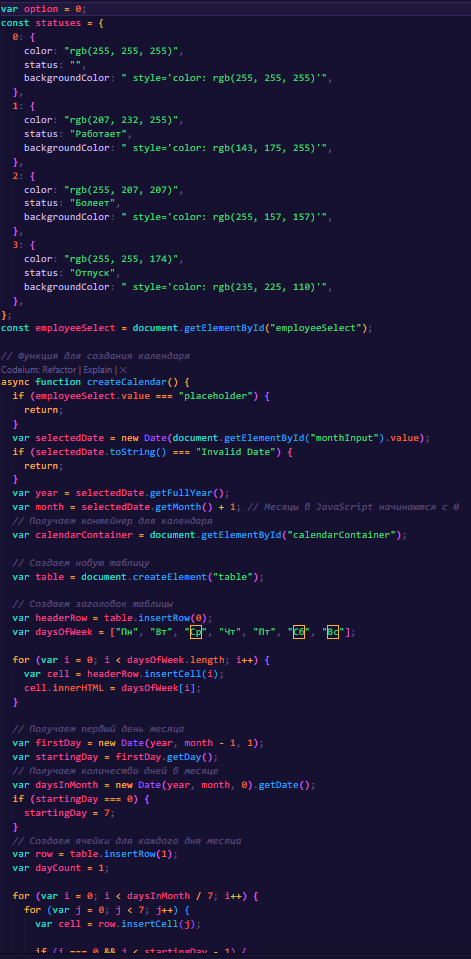 var option = 0;
const statuses = {
  0: {
    color: "rgb(255, 255, 255)",
    status: "",
    backgroundColor: " style='color: rgb(255, 255, 255)'",
  },
  1: {
    color: "rgb(207, 232, 255)",
    status: "Работает",
    backgroundColor: " style='color: rgb(143, 175, 255)'",
  },
  2: {
    color: "rgb(255, 207, 207)",
    status: "Болеет",
    backgroundColor: " style='color: rgb(255, 157, 157)'",
  },
  3: {
    color: "rgb(255, 255, 174)",
    status: "Отпуск",
    backgroundColor: " style='color: rgb(235, 225, 110)'",
  },
};
const employeeSelect = document.getElementById("employeeSelect");
// Функция для создания календаря
Codeium: Refactor | Explain | ✕
async function createCalendar() {
  if (employeeSelect.value === "placeholder") {
    return;
  }
  var selectedDate = new Date(document.getElementById("monthInput").value);
  if (selectedDate.toString() === "Invalid Date") {
    return;
  }
  var year = selectedDate.getFullYear();
  var month = selectedDate.getMonth() + 1; // Месяцы в JavaScript начинаются с 0
  // Получаем контейнер для календаря
  var calendarContainer = document.getElementById("calendarContainer");
  // Создаем новую таблицу
  var table = document.createElement("table");
  // Создаем заголовок таблицы
  var headerRow = table.insertRow(0);
  var daysOfWeek = ["Пн", "Вт", "Ср", "Чт", "Пт", "Сб", "Вс"];
  for (var i = 0; i < daysOfWeek.length; i++) {
    var cell = headerRow.insertCell(i);
    cell.innerHTML = daysOfWeek[i];
  }
  // Получаем первый день месяца
  var firstDay = new Date(year, month - 1, 1);
  var startingDay = firstDay.getDay();
  // Получаем количество дней в месяце
  var daysInMonth = new Date(year, month, 0).getDate();
  if (startingDay === 0) {
    startingDay = 7;
  }
  // Создаем ячейки для каждого дня месяца
  var row = table.insertRow(1);
  var dayCount = 1;
  for (var i = 0; i < daysInMonth / 7; i++) {
    for (var j = 0; j < 7; j++) {
      var cell = row.insertCell(j);
      if (i === 0 && j < startingDay - 1) {